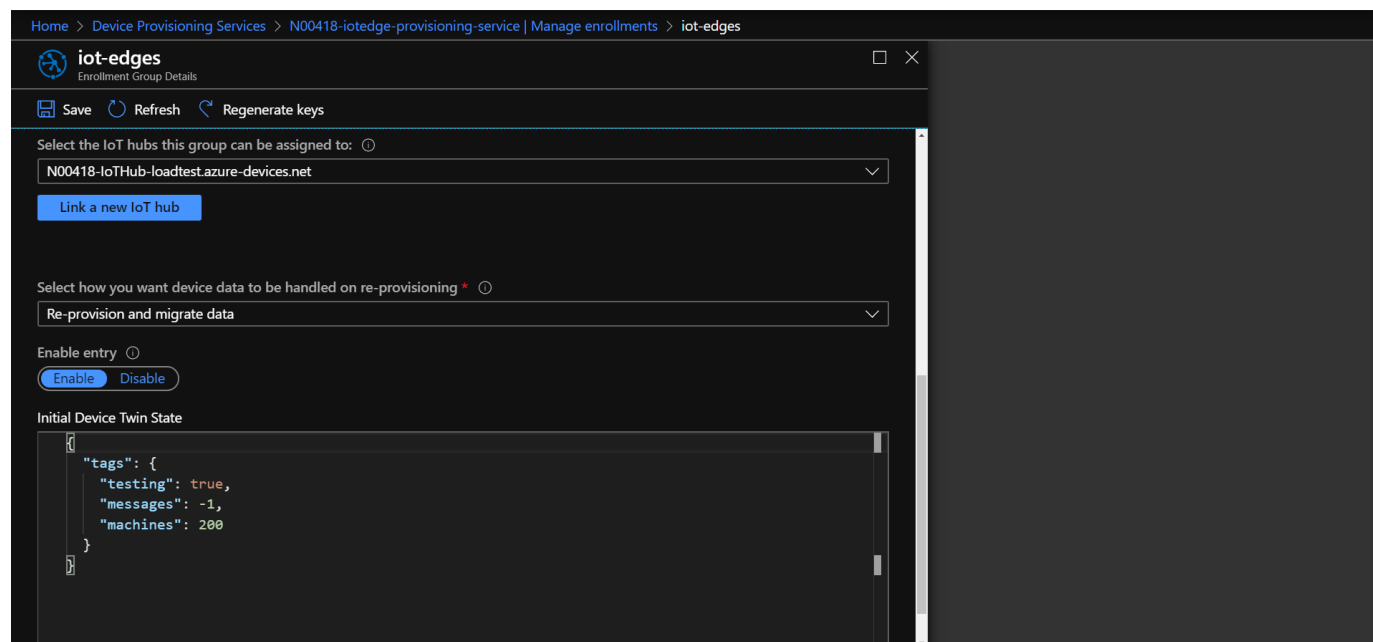 Home > Device Provisioning Services > N00418-iotedge-provisioning-service | Manage enrollments > iot-edges
iot-edges
Enrollment Group Details
Save Refresh Regenerate keys
Select the IoT hubs this group can be assigned to:
N00418-IoTHub-loadtest.azure-devices.net
Link a new IoT hub
Select how you want device data to be handled on re-provisioning *
Re-provision and migrate data
Enable entry
Enable Disable
Initial Device Twin State
{
"tags": {
"testing": true,
"messages": -1,
"machines": 200
}
}